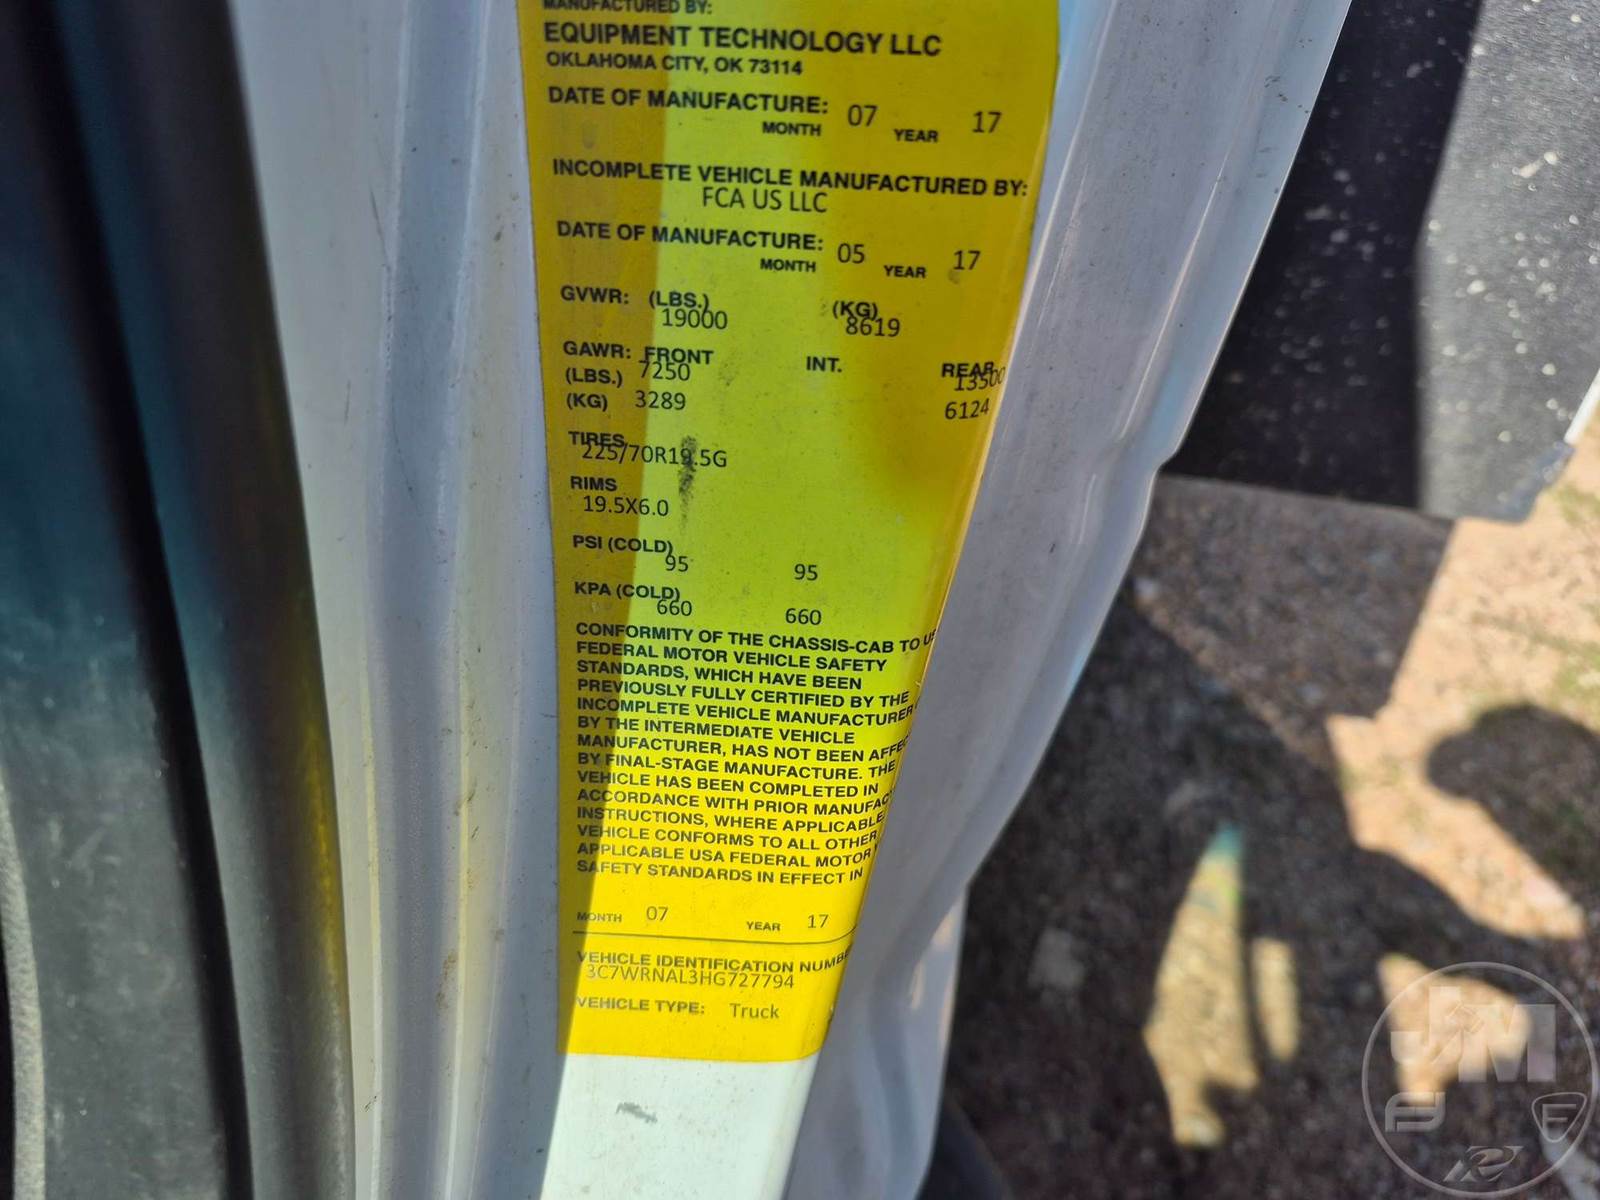 MANUFACTURED BY:
EQUIPMENT TECHNOLOGY LLC
OKLAHOMA CITY, OK 73114
DATE OF MANUFACTURE: 07 17
MONTH YEAR
INCOMPLETE VEHICLE MANUFACTURED BY:
FCA US LLC
DATE OF MANUFACTURE: 05 17
MONTH YEAR
GVWR: (LBS.) (KG)
19000 8619
GAWR: FRONT INT. REAR
(LBS.) 7250 13500
(KG) 3289 6124
TIRES
225/70R19.5G
RIMS
19.5X6.0
PSI (COLD)
95 95
KPA (COLD)
660 660
CONFORMITY OF THE CHASSIS-CAB TO US
FEDERAL MOTOR VEHICLE SAFETY
STANDARDS, WHICH HAVE BEEN
PREVIOUSLY FULLY CERTIFIED BY THE
INCOMPLETE VEHICLE MANUFACTURER
BY THE INTERMEDIATE VEHICLE
MANUFACTURER, HAS NOT BEEN AFFEC
BY FINAL-STAGE MANUFACTURE. THE
VEHICLE HAS BEEN COMPLETED IN
ACCORDANCE WITH PRIOR MANUFAC
INSTRUCTIONS, WHERE APPLICABLE.
VEHICLE CONFORMS TO ALL OTHER
APPLICABLE USA FEDERAL MOTOR V
SAFETY STANDARDS IN EFFECT IN
MONTH 07 YEAR 17
VEHICLE IDENTIFICATION NUMBE
3C7WRNAL3HG727794
VEHICLE TYPE: Truck
JM